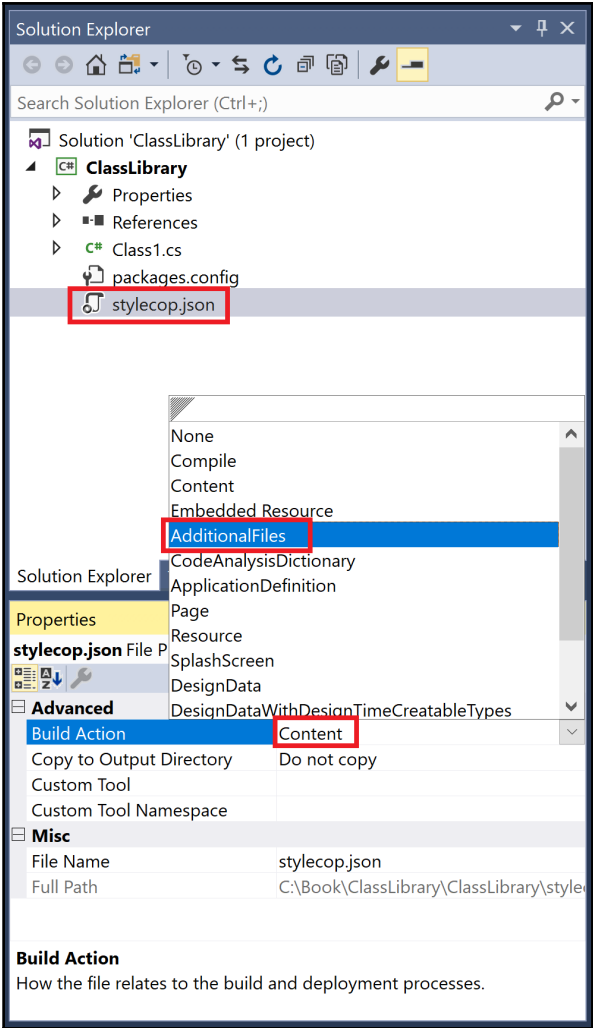 Solution Explorer
Search Solution Explorer (Ctrl+;)
Solution 'ClassLibrary' (1 project)
C# ClassLibrary
Properties
References
C# Class1.cs
packages.config
stylecop.json
None
Compile
Content
Embedded Resource
AdditionalFiles
CodeAnalysisDictionary
ApplicationDefinition
Page
Resource
SplashScreen
DesignData
DesignDataWithDesignTimeCreatableTypes
Solution Explorer
Properties
stylecop.json File P
Advanced
Build Action Content
Copy to Output Directory Do not copy
Custom Tool
Custom Tool Namespace
Misc
File Name stylecop.json
Full Path C:\Book\ClassLibrary\ClassLibrary\style
Build Action
How the file relates to the build and deployment processes.